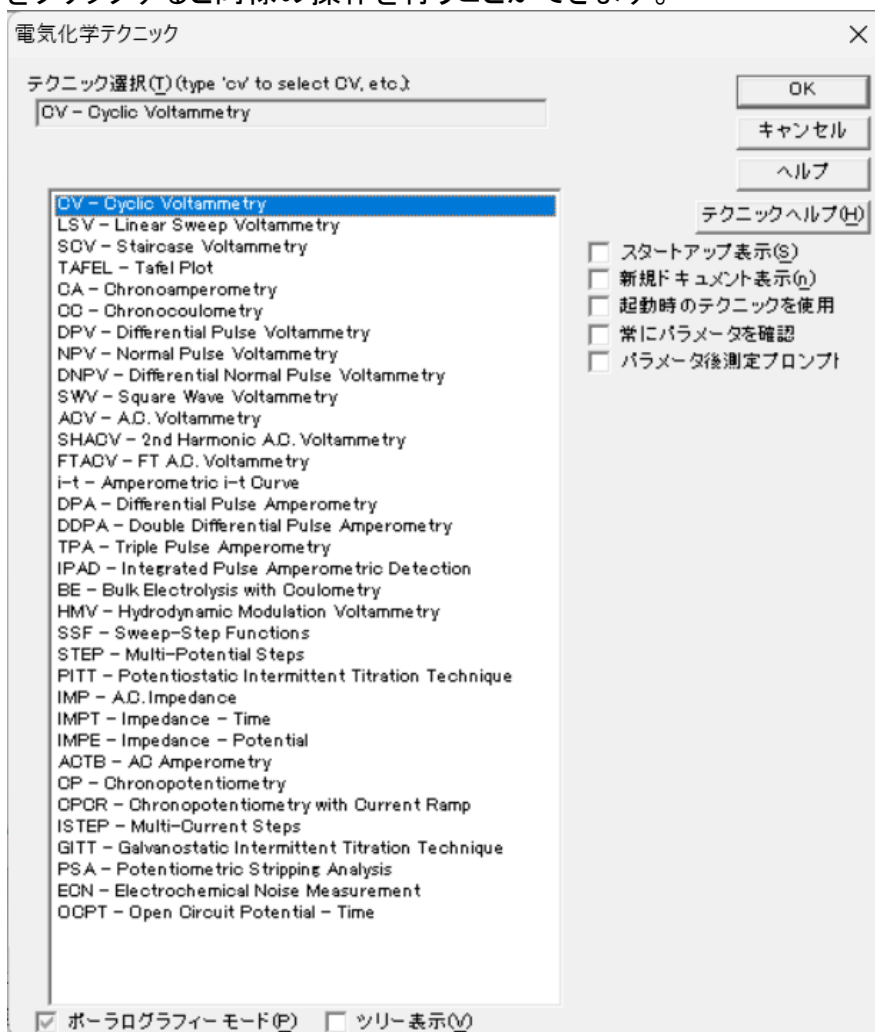 をクリックすると同様の操作を行うことができます。
電気化学テクニック
テクニック選択(T) (type 'cv' to select CV, etc.):
CV - Cyclic Voltammetry
OK
キャンセル
ヘルプ
テクニックヘルプ(H)
CV - Cyclic Voltammetry
LSV - Linear Sweep Voltammetry
SCV - Staircase Voltammetry
TAFEL - Tafel Plot
CA - Chronoamperometry
CC - Chronocoulometry
DPV - Differential Pulse Voltammetry
NPV - Normal Pulse Voltammetry
DNPV - Differential Normal Pulse Voltammetry
SWV - Square Wave Voltammetry
ACV - A.C. Voltammetry
SHACV - 2nd Harmonic A.C. Voltammetry
FTACV - FT A.C. Voltammetry
i-t - Amperometric i-t Curve
DPA - Differential Pulse Amperometry
DDPA - Double Differential Pulse Amperometry
TPA - Triple Pulse Amperometry
IPAD - Integrated Pulse Amperometric Detection
BE - Bulk Electrolysis with Coulometry
HMV - Hydrodynamic Modulation Voltammetry
SSF - Sweep-Step Functions
STEP - Multi-Potential Steps
PITT - Potentiostatic Intermittent Titration Technique
IMP - A.C. Impedance
IMPT - Impedance - Time
IMPE - Impedance - Potential
ACTB - AC Amperometry
CP - Chronopotentiometry
CPCR - Chronopotentiometry with Current Ramp
ISTEP - Multi-Current Steps
GITT - Galvanostatic Intermittent Titration Technique
PSA - Potentiometric Stripping Analysis
ECN - Electrochemical Noise Measurement
OCPT - Open Circuit Potential - Time
スタートアップ表示(S)
新規ドキュメント表示(n)
起動時のテクニックを使用
常にパラメータを確認
パラメータ後測定プロンプト
ポーラログラフィーモード(P)
ツリー表示(V)